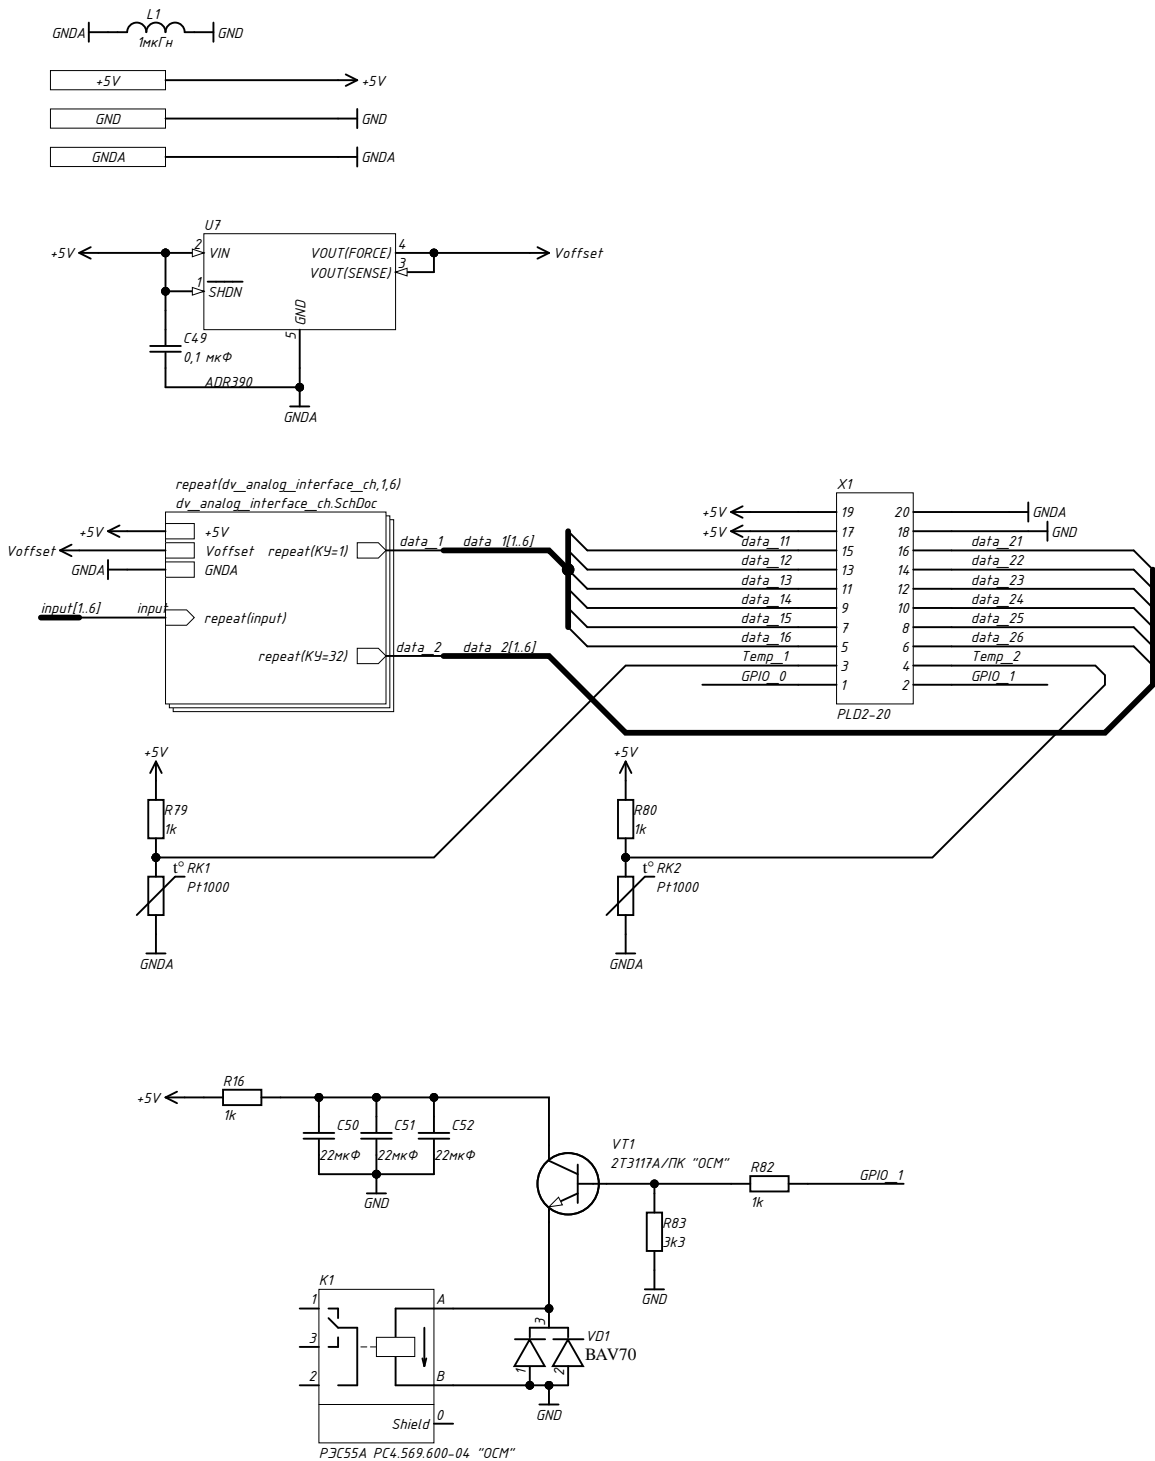 L1
GNDA GND
1мкГн
+5V +5V
GND GND
GNDA GNDA
U7
+5V 2 VIN VOUT(FORCE) 4 Voffset
VOUT(SENSE) 3
1 SHDN
GND
5
C49
0,1 мкФ
ADR390
GNDA
repeat(dv_analog_interface_ch,1,6)
dv_analog_interface_ch.SchDoc
+5V +5V
Voffset Voffset repeat(КУ=1) data_1 data_1[1..6]
GNDA GNDA
input[1..6] input repeat(input)
repeat(КУ=32) data_2 data_2[1..6]
X1
+5V 19 20 GNDA
+5V 17 18 GND
data_11 15 16 data_21
data_12 13 14 data_22
data_13 11 12 data_23
data_14 9 10 data_24
data_15 7 8 data_25
data_16 5 6 data_26
Temp_1 3 4 Temp_2
GPIO_0 1 2 GPIO_1
PLD2-20
+5V +5V
R79 R80
1k 1k
t° RK1 t° RK2
Pt1000 Pt1000
GNDA GNDA
R16
+5V
1k
C50 C51 C52
22мкФ 22мкФ 22мкФ
GND
VT1
2Т3117А/ПК "ОСМ"
R82 GPIO_1
1k
R83
3k3
GND
K1
1 A
3
2 B
3 VD1
BAV70
1 2
GND
Shield 0
РЭС55А РС4.569.600-04 "ОСМ"